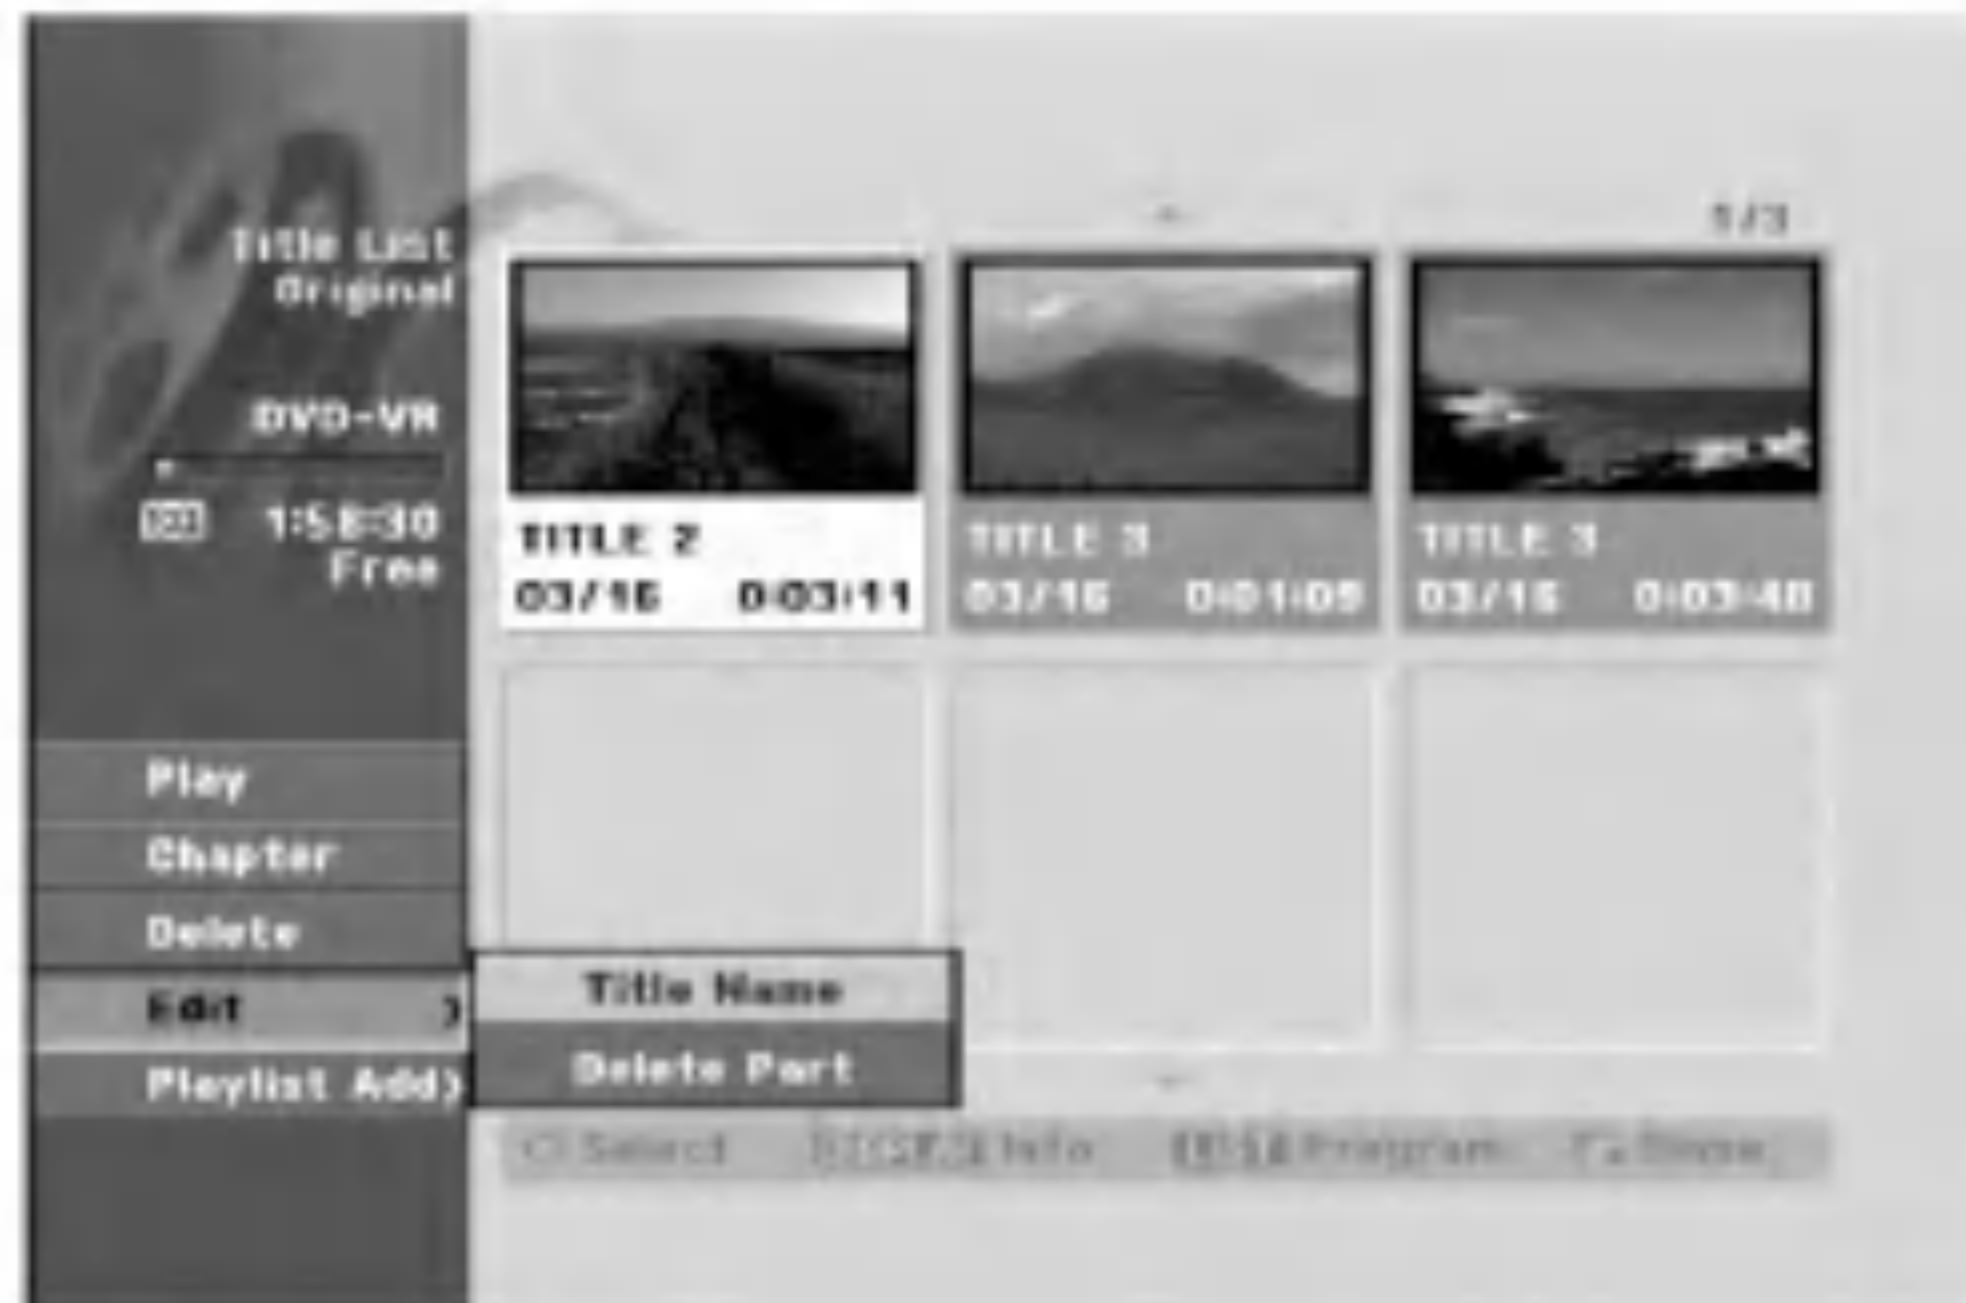 Title List
Original
DVD-VR
1:58:30
Free
1/3
TITLE 2
03/16 0:03:11
TITLE 3
03/16 0:01:09
TITLE 3
03/16 0:03:48
Play
Chapter
Delete
Edit ❯
Playlist Add❯
Title Name
Delete Part
Select
Info
Program